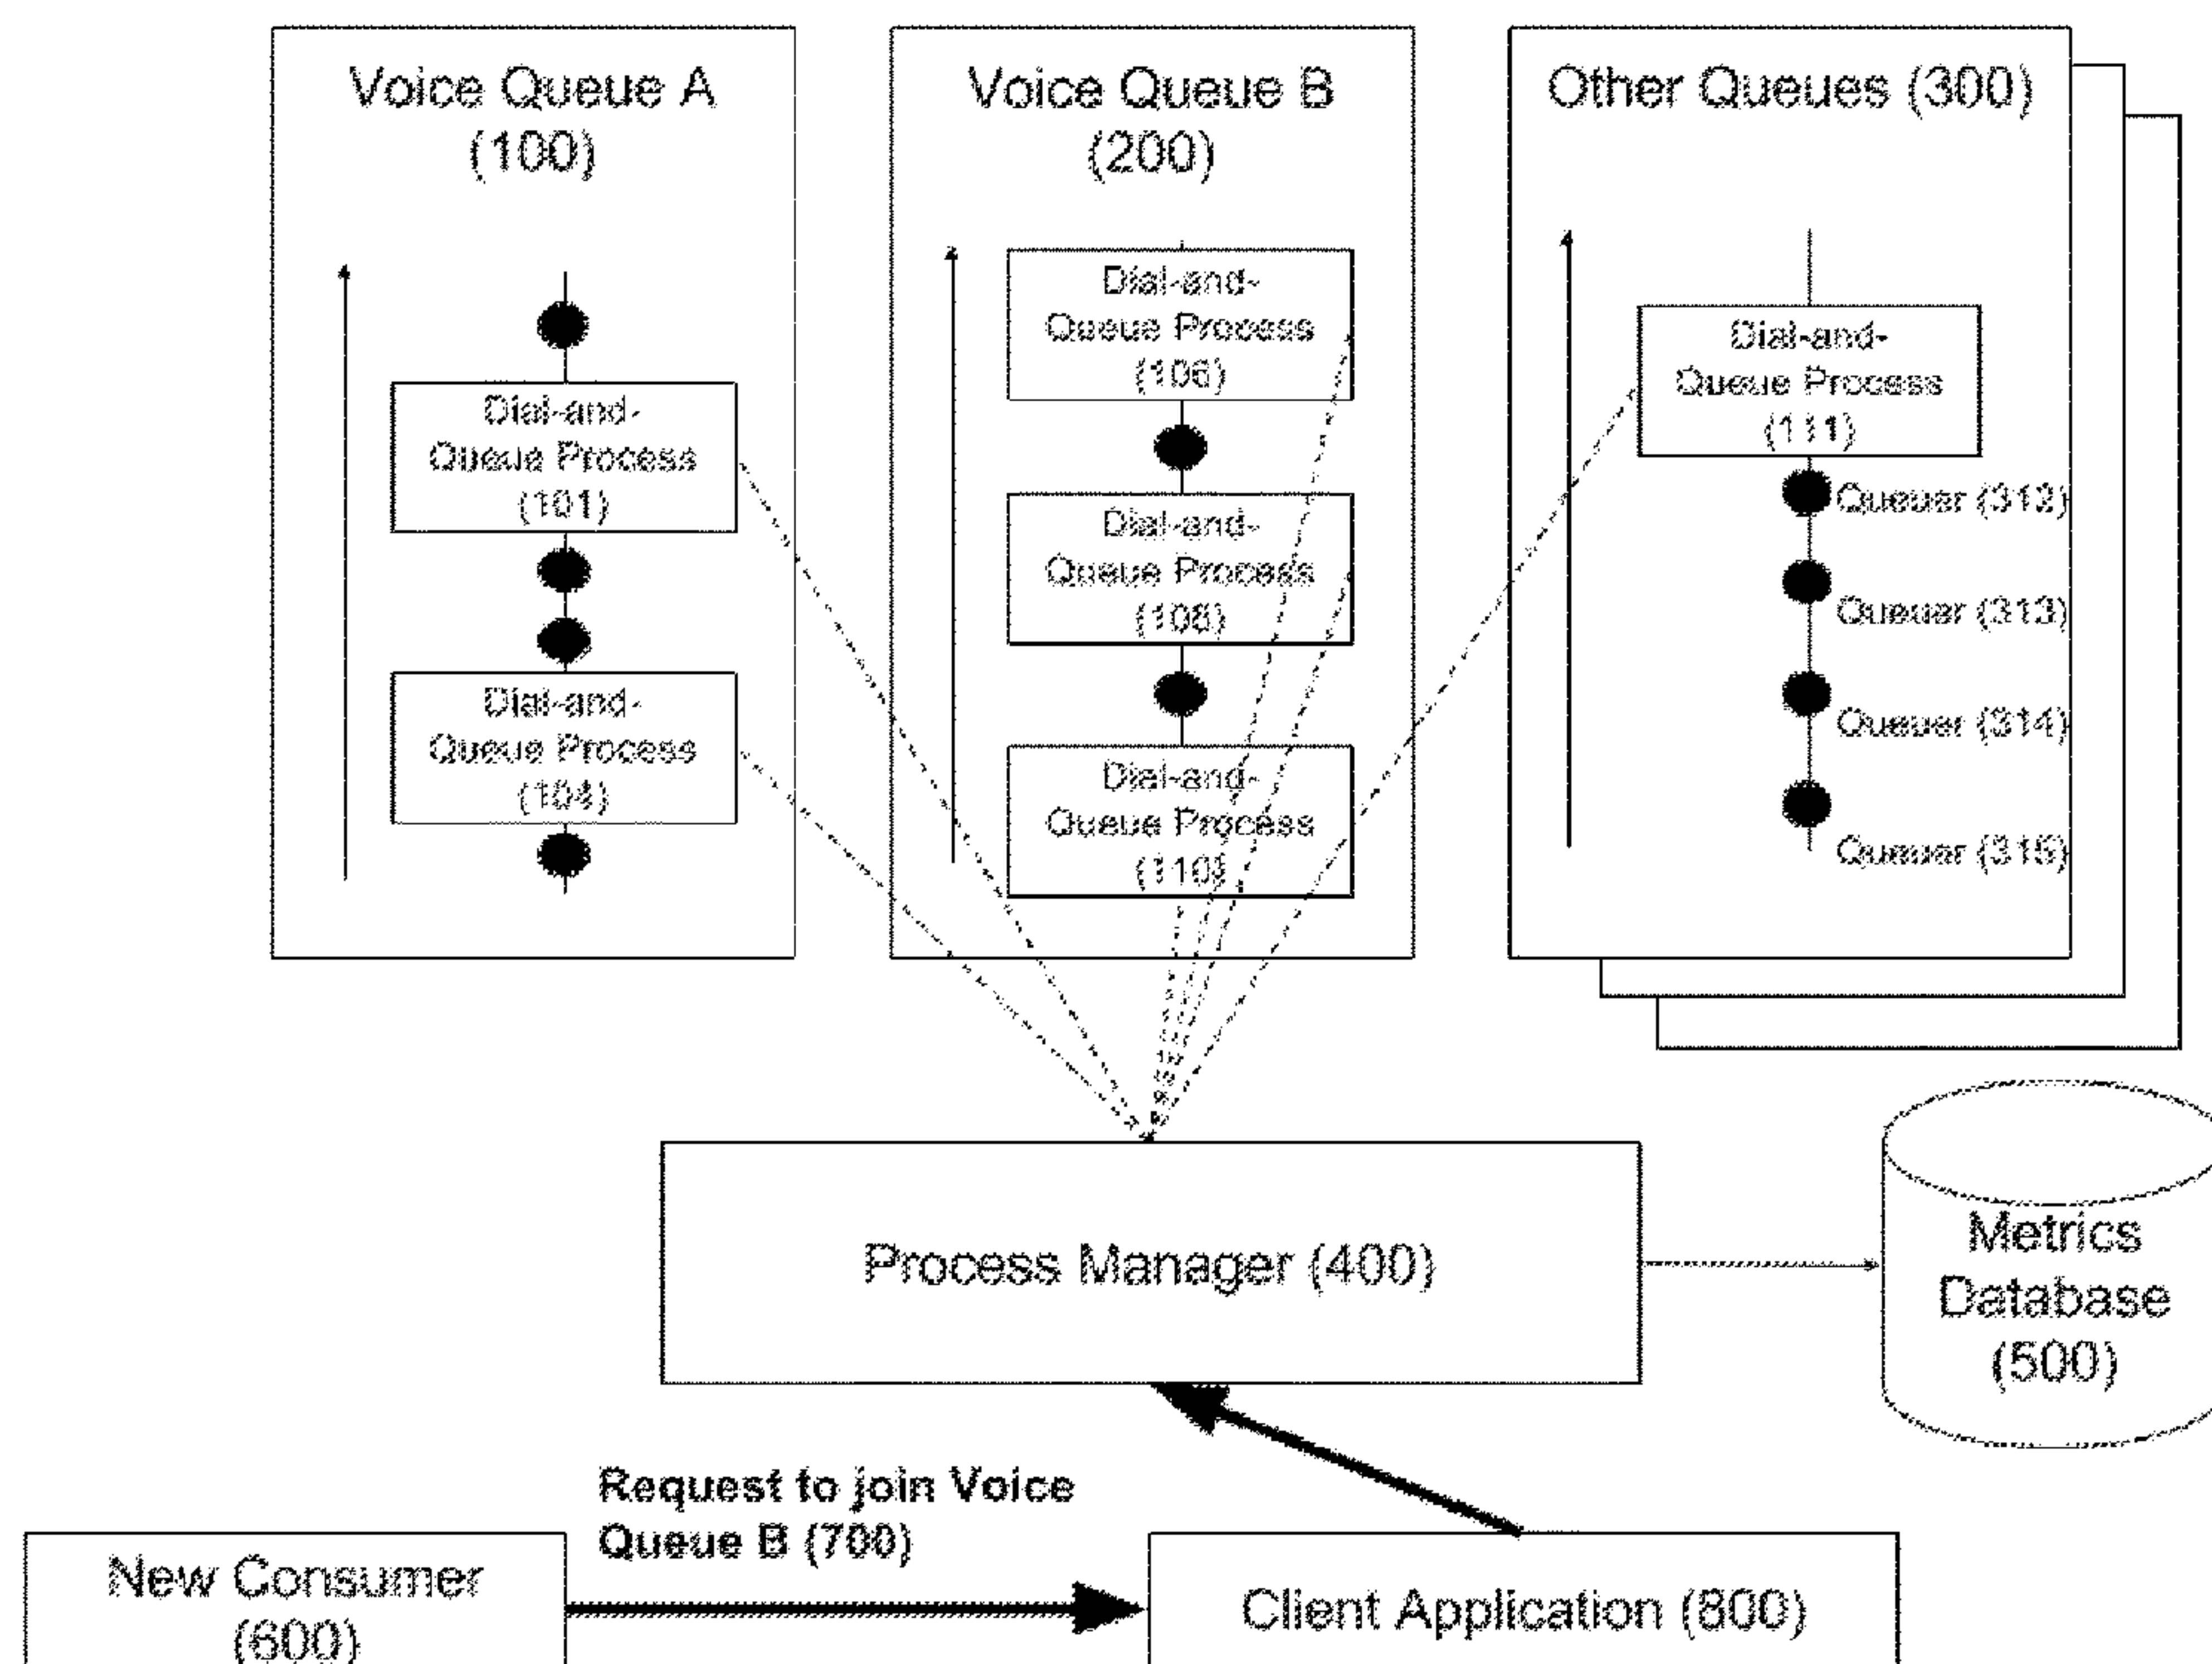 Voice Queue A
(100)
Voice Queue B
(200)
Other Queues (300)
Dial-and-
Queue Process
(101)
Dial-and-
Queue Process
(104)
Dial-and-
Queue Process
(106)
Dial-and-
Queue Process
(108)
Dial-and-
Queue Process
(110)
Dial-and-
Queue Process
(111)
Queuer (312)
Queuer (313)
Queuer (314)
Queuer (315)
Process Manager (400)
Metrics
Database
(500)
Request to join Voice
Queue B (700)
New Consumer
(600)
Client Application (800)